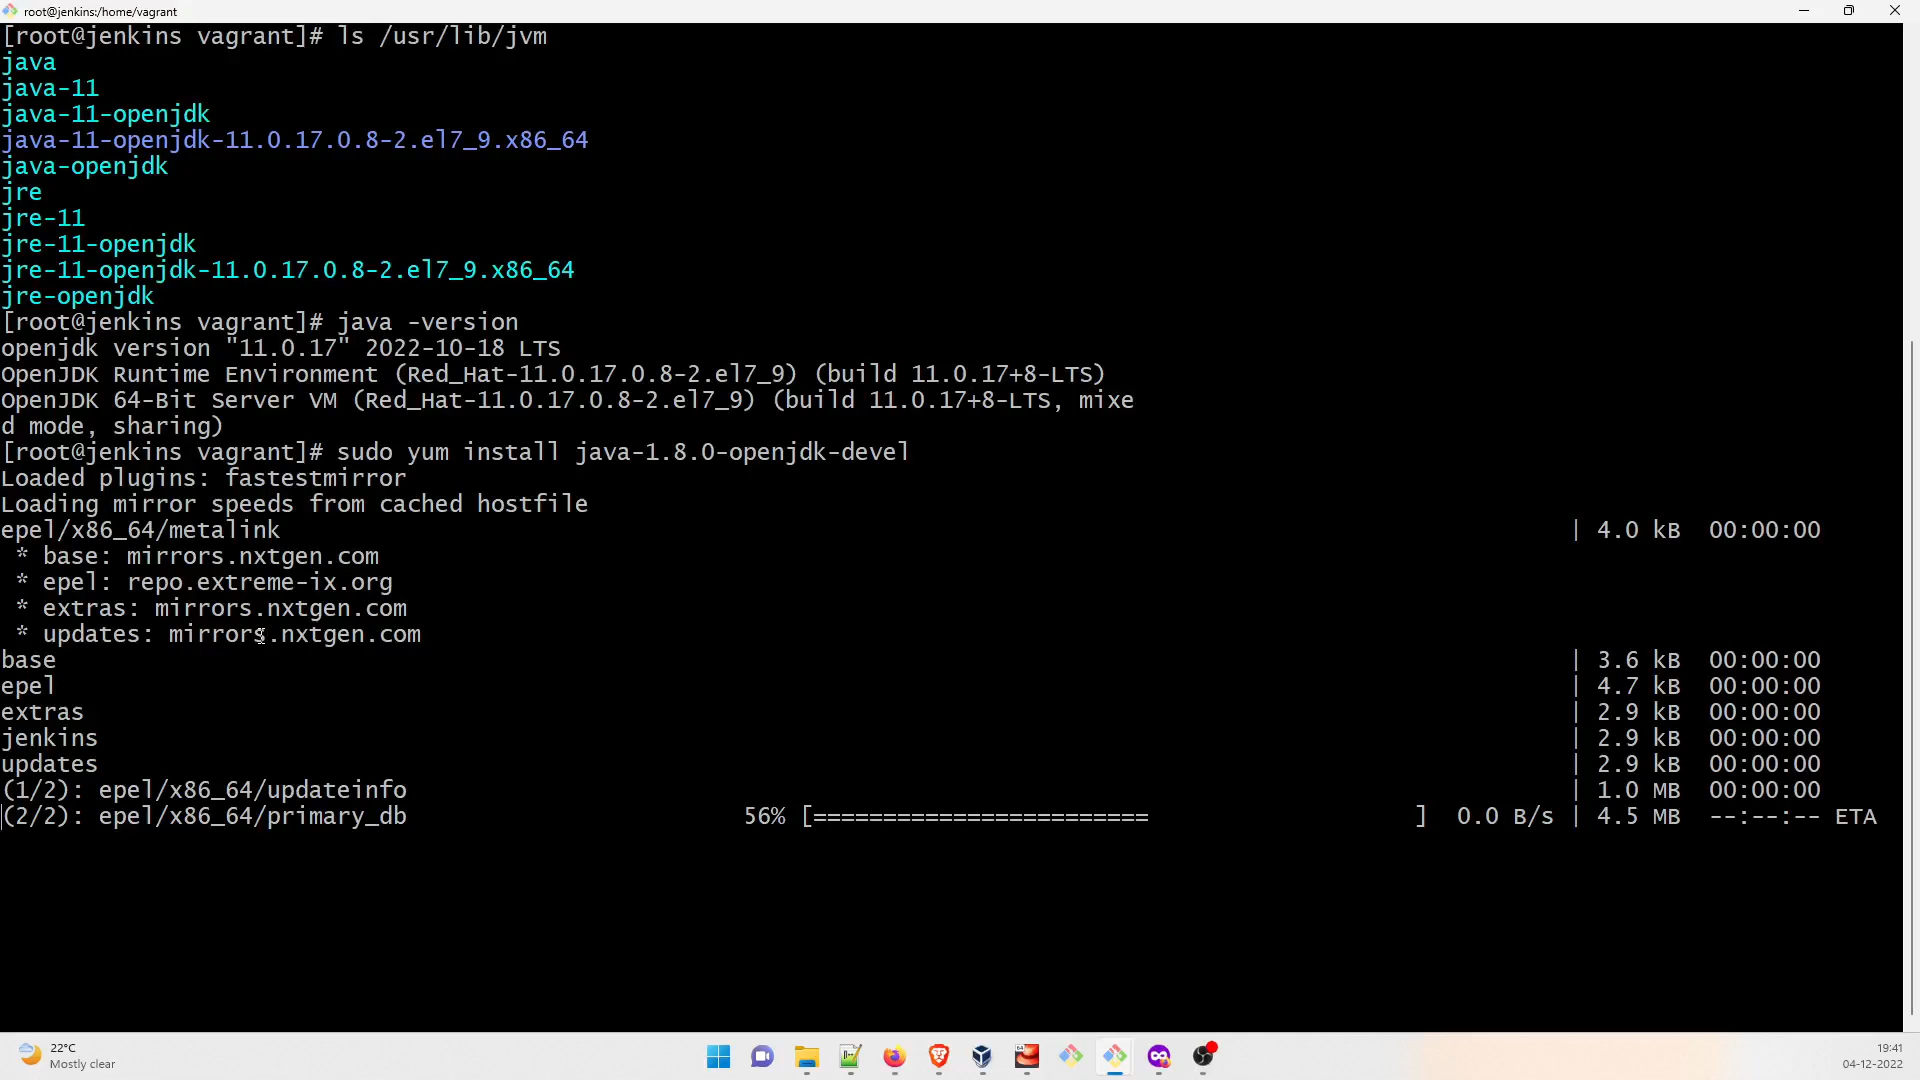 root@jenkins:/home/vagrant
[root@jenkins vagrant]# ls /usr/lib/jvm
java
java-11
java-11-openjdk
java-11-openjdk-11.0.17.0.8-2.el7_9.x86_64
java-openjdk
jre
jre-11
jre-11-openjdk
jre-11-openjdk-11.0.17.0.8-2.el7_9.x86_64
jre-openjdk
[root@jenkins vagrant]# java -version
openjdk version "11.0.17" 2022-10-18 LTS
OpenJDK Runtime Environment (Red_Hat-11.0.17.0.8-2.el7_9) (build 11.0.17+8-LTS)
OpenJDK 64-Bit Server VM (Red_Hat-11.0.17.0.8-2.el7_9) (build 11.0.17+8-LTS, mixe
d mode, sharing)
[root@jenkins vagrant]# sudo yum install java-1.8.0-openjdk-devel
Loaded plugins: fastestmirror
Loading mirror speeds from cached hostfile
epel/x86_64/metalink | 4.0 kB 00:00:00
* base: mirrors.nxtgen.com
* epel: repo.extreme-ix.org
* extras: mirrors.nxtgen.com
* updates: mirrors.nxtgen.com
base | 3.6 kB 00:00:00
epel | 4.7 kB 00:00:00
extras | 2.9 kB 00:00:00
jenkins | 2.9 kB 00:00:00
updates | 2.9 kB 00:00:00
(1/2): epel/x86_64/updateinfo | 1.0 MB 00:00:00
(2/2): epel/x86_64/primary_db 56% [======================== ] 0.0 B/s | 4.5 MB --:--:-- ETA
22°C
Mostly clear
19:41
04-12-2022